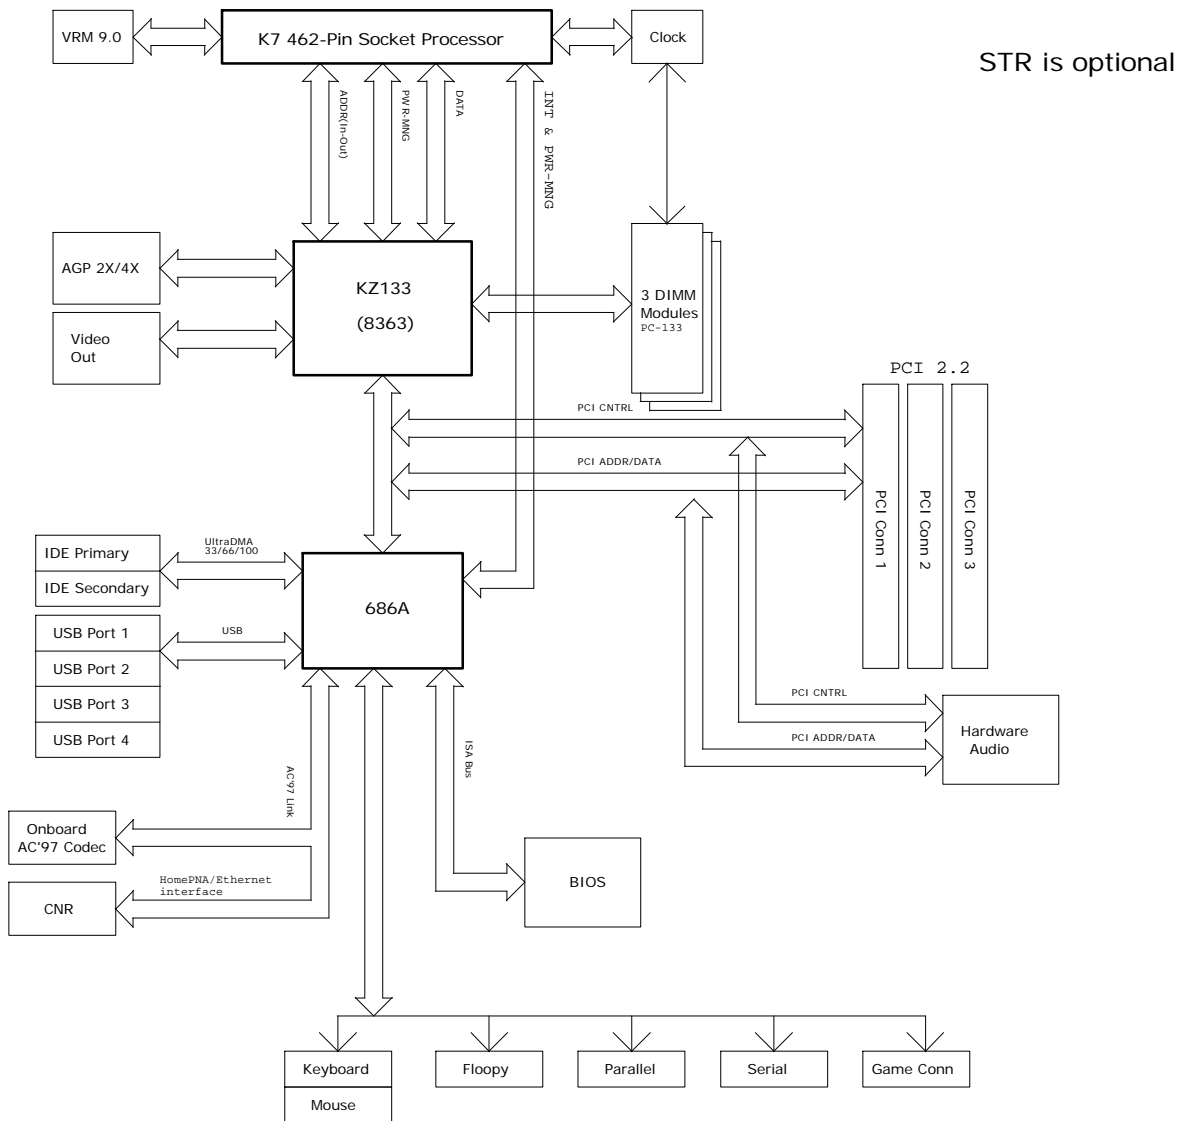 VRM 9.0
K7 462-Pin Socket Processor
Clock
STR is optional
ADDR(In-Out)
PWR-MNG
DATA
INT & PWR-MNG
AGP 2X/4X
KZ133
(8363)
3 DIMM
Modules
PC-133
Video
Out
PCI 2.2
PCI CNTRL
PCI ADDR/DATA
PCI Conn 1
PCI Conn 2
PCI Conn 3
IDE Primary
IDE Secondary
UltraDMA
33/66/100
686A
USB Port 1
USB Port 2
USB Port 3
USB Port 4
USB
PCI CNTRL
PCI ADDR/DATA
Hardware
Audio
AC'97 Link
ISA Bus
Onboard
AC'97 Codec
HomePNA/Ethernet
interface
CNR
BIOS
Keyboard
Mouse
Floopy
Parallel
Serial
Game Conn